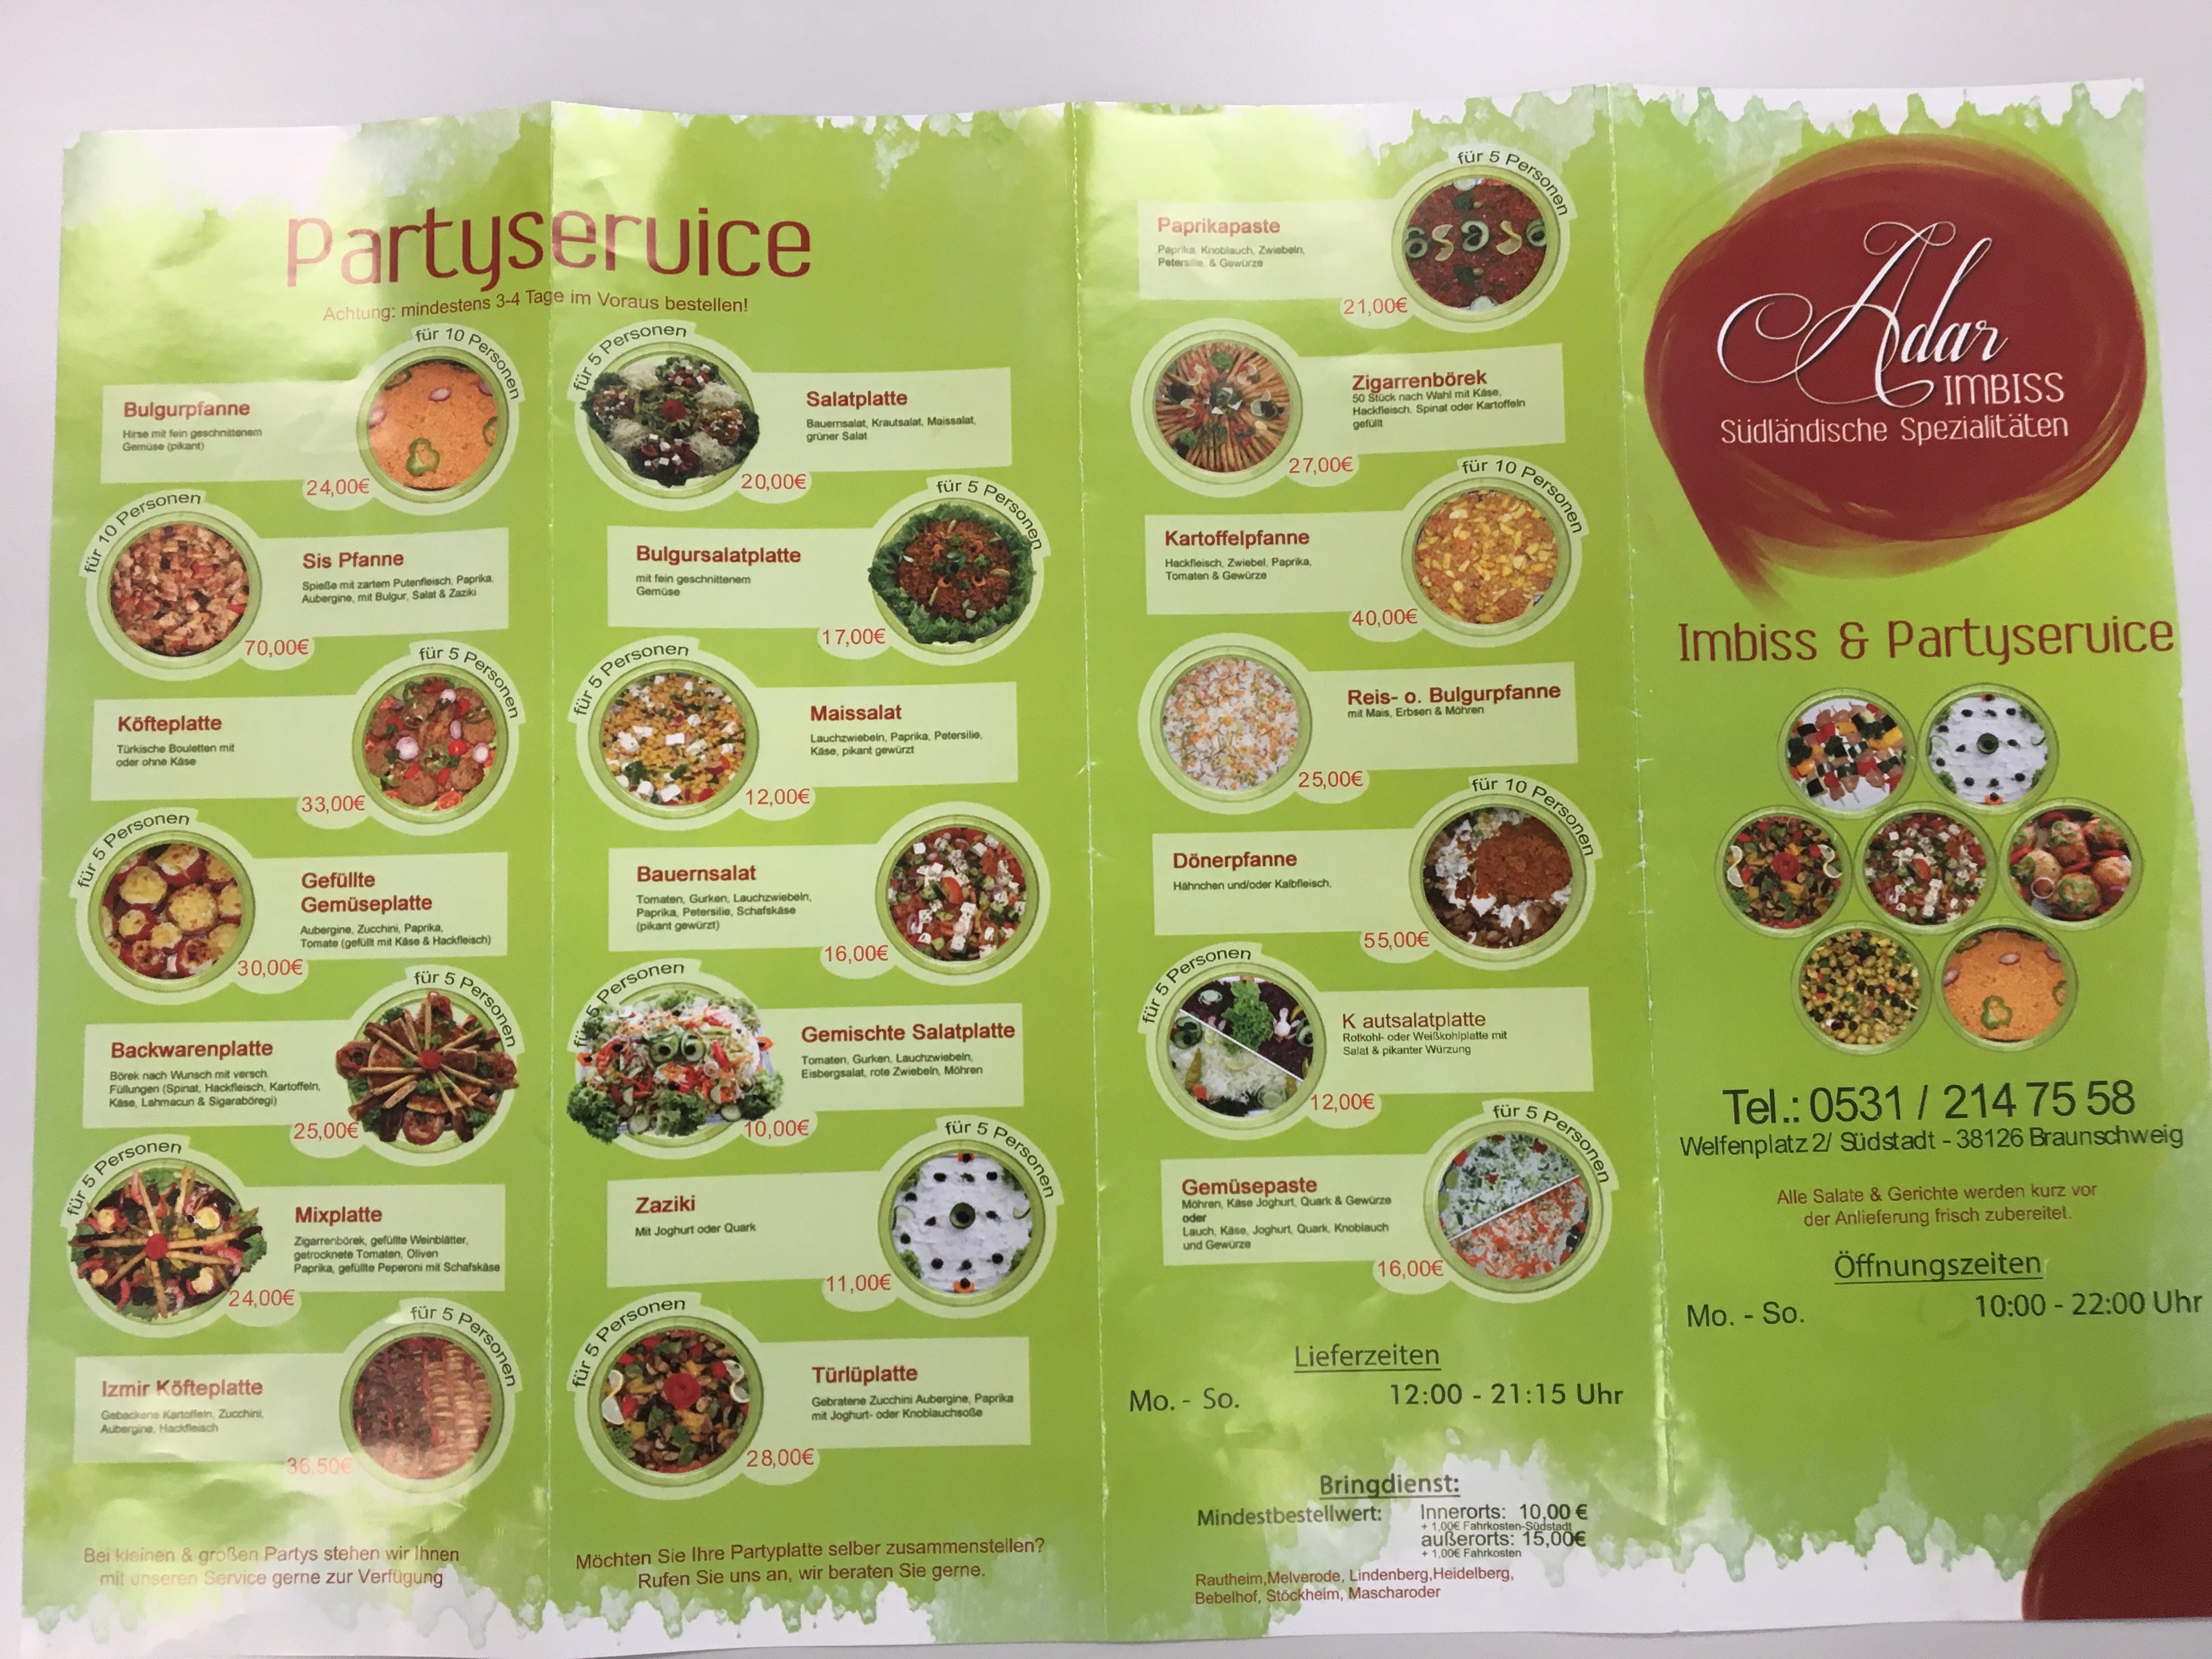 Partyservice
Achtung: mindestens 3-4 Tage im Voraus bestellen!
für 10 Personen
Bulgurpfanne
Hirse mit fein geschnittenem
Gemüse (pikant)
24,00€
für 10 Personen
Sis Pfanne
Spieße mit zartem Putenfleisch, Paprika,
Aubergine, mit Bulgur, Salat & Zaziki
70,00€
für 5 Personen
Köfteplatte
Türkische Bouletten mit
oder ohne Käse
33,00€
für 5 Personen
Gefüllte
Gemüseplatte
Aubergine, Zucchini, Paprika,
Tomate (gefüllt mit Käse & Hackfleisch)
30,00€
für 5 Personen
Backwarenplatte
Börek nach Wunsch mit versch.
Füllungen (Spinat, Hackfleisch, Kartoffeln,
Käse, Lahmacun & Sigaraböregi)
25,00€
für 5 Personen
Mixplatte
Zigarrenbörek, gefüllte Weinblätter,
getrocknete Tomaten, Oliven
Paprika, gefüllte Peperoni mit Schafskäse
24,00€
für 5 Personen
Izmir Köfteplatte
Gebackene Kartoffeln, Zucchini,
Aubergine, Hackfleisch
36,50€
Bei kleinen & großen Partys stehen wir Ihnen
mit unseren Service gerne zur Verfügung
für 5 Personen
Salatplatte
Bauernsalat, Krautsalat, Maissalat,
grüner Salat
20,00€
für 5 Personen
Bulgursalatplatte
mit fein geschnittenem
Gemüse
17,00€
für 5 Personen
Maissalat
Lauchzwiebeln, Paprika, Petersilie,
Käse, pikant gewürzt
12,00€
Bauernsalat
Tomaten, Gurken, Lauchzwiebeln,
Paprika, Petersilie, Schafskäse
(pikant gewürzt)
16,00€
für 5 Personen
Gemischte Salatplatte
Tomaten, Gurken, Lauchzwiebeln,
Eisbergsalat, rote Zwiebeln, Möhren
10,00€
für 5 Personen
Zaziki
Mit Joghurt oder Quark
11,00€
für 5 Personen
Türlüplatte
Gebratene Zucchini Aubergine, Paprika
mit Joghurt- oder Knoblauchsoße
28,00€
Möchten Sie Ihre Partyplatte selber zusammenstellen?
Rufen Sie uns an, wir beraten Sie gerne.
für 5 Personen
Paprikapaste
Paprika, Knoblauch, Zwiebeln,
Petersilie, & Gewürze
21,00€
Zigarrenbörek
50 Stück nach Wahl mit Käse,
Hackfleisch, Spinat oder Kartoffeln
gefüllt
27,00€
für 10 Personen
Kartoffelpfanne
Hackfleisch, Zwiebel, Paprika,
Tomaten & Gewürze
40,00€
Reis- o. Bulgurpfanne
mit Mais, Erbsen & Möhren
25,00€
für 10 Personen
Dönerpfanne
Hähnchen und/oder Kalbfleisch,
55,00€
für 5 Personen
K autsalatplatte
Rotkohl- oder Weißkohlplatte mit
Salat & pikanter Würzung
12,00€
für 5 Personen
Gemüsepaste
Möhren, Käse Joghurt, Quark & Gewürze
oder
Lauch, Käse, Joghurt, Quark, Knoblauch
und Gewürze
16,00€
Lieferzeiten
Mo. - So. 12:00 - 21:15 Uhr
Bringdienst:
Mindestbestellwert: Innerorts: 10,00 €
+ 1,00€ Fahrkosten-Südstadt
außerorts: 15,00€
+ 1,00€ Fahrkosten
Rautheim,Melverode, Lindenberg,Heidelberg,
Bebelhof, Stöckheim, Mascharoder
Adar
IMBISS
Südländische Spezialitäten
Imbiss & Partyservice
Tel.: 0531 / 214 75 58
Welfenplatz 2/ Südstadt - 38126 Braunschweig
Alle Salate & Gerichte werden kurz vor
der Anlieferung frisch zubereitet.
Öffnungszeiten
Mo. - So. 10:00 - 22:00 Uhr